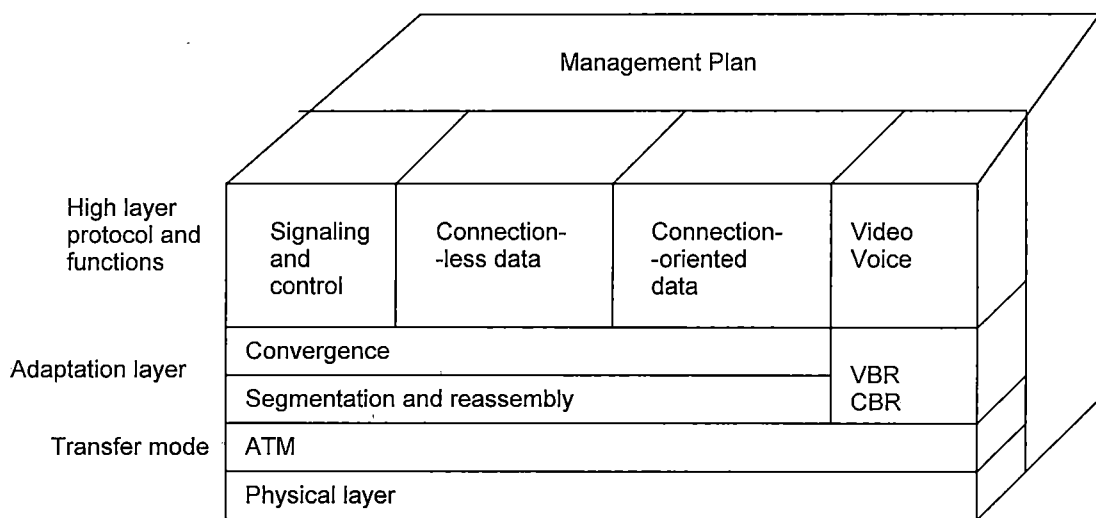 Management Plan
High layer
protocol and
functions
Signaling
and
control
Connection-
-less data
Connection-
-oriented
data
Video
Voice
Adaptation layer
Convergence
Segmentation and reassembly
VBR
CBR
Transfer mode
ATM
Physical layer